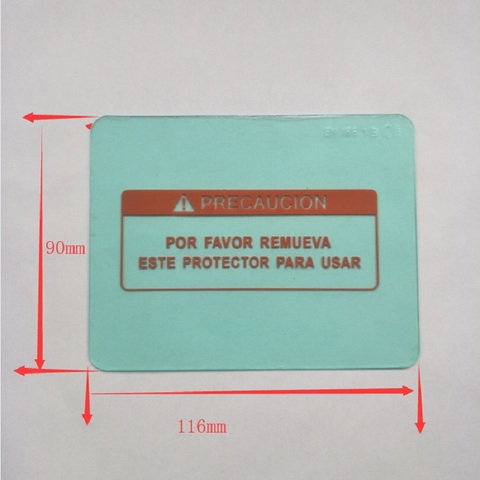 PRECAUCIÓN
POR FAVOR REMUEVA
ESTE PROTECTOR PARA USAR
90mm
116mm